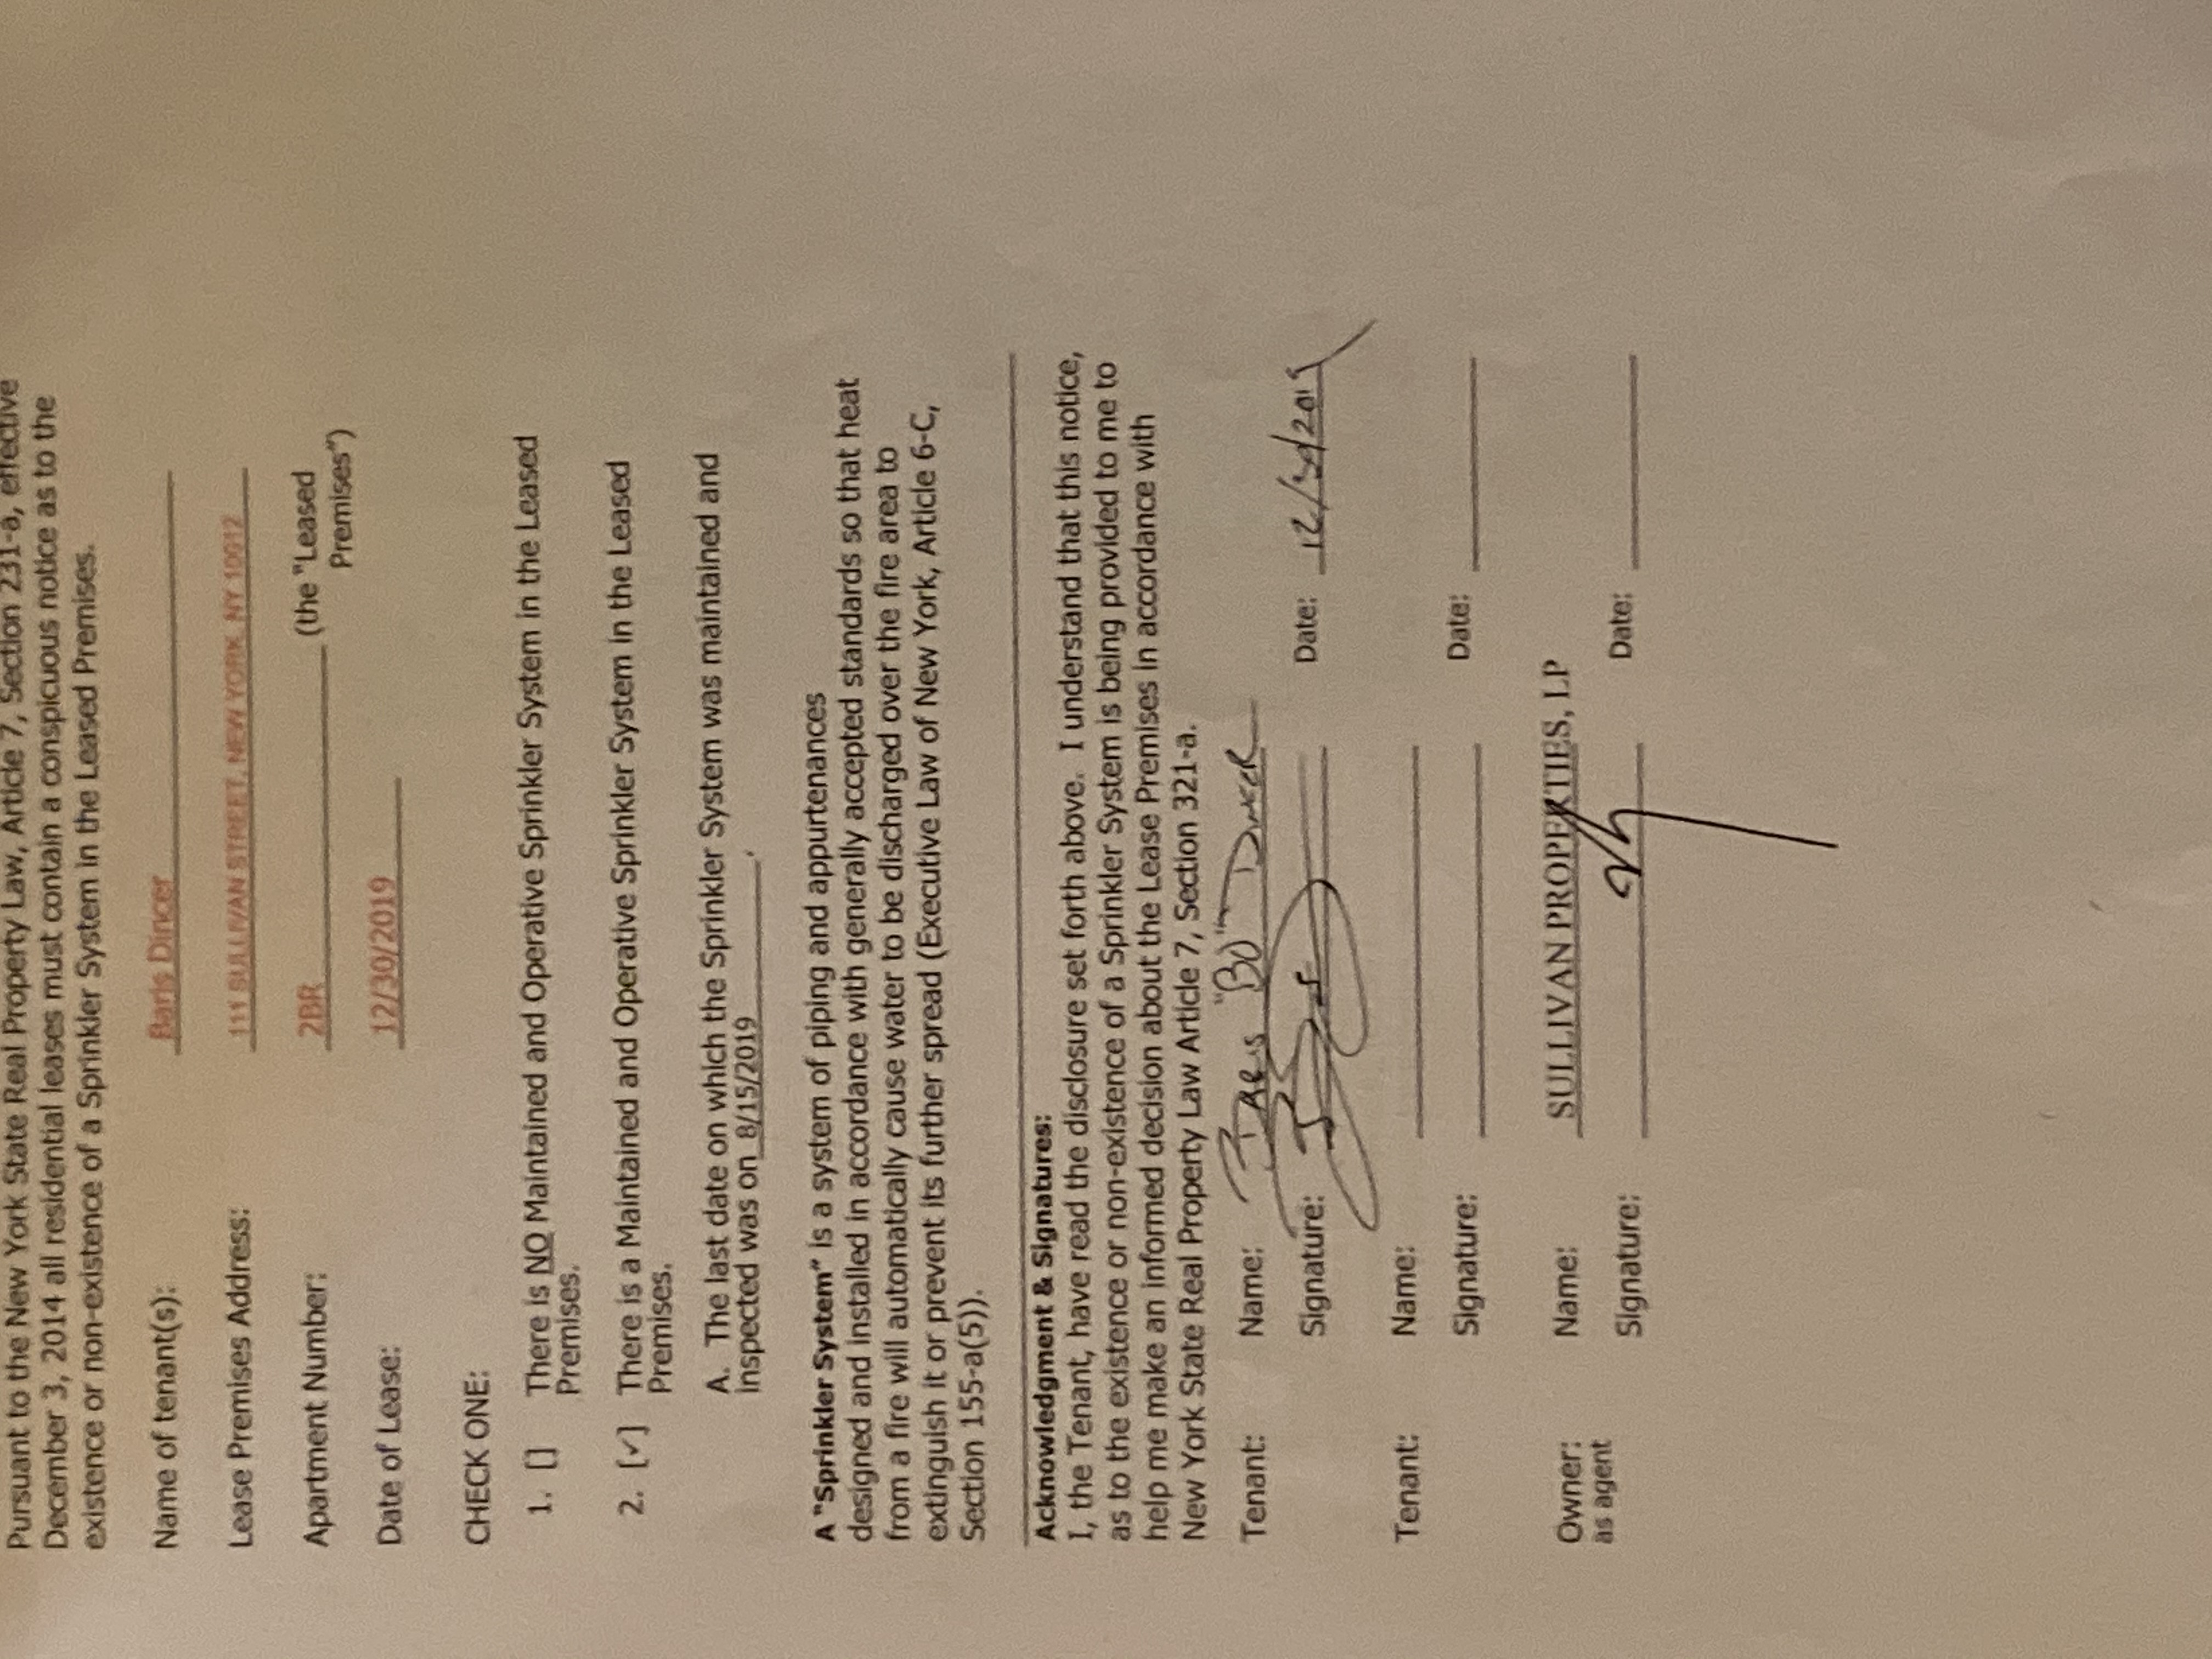 Pursuant to the New York State Real Property Law, Article 7, Section 231-a, effective
December 3, 2014 all residential leases must contain a conspicuous notice as to the
existence or non-existence of a Sprinkler System in the Leased Premises.
Name of tenant(s): Baris Dincer
Lease Premises Address: 111 SULLIVAN STREET, NEW YORK, NY 10012
Apartment Number: 2BR (the "Leased
Premises")
Date of Lease: 12/30/2019
CHECK ONE:
1. [] There is NO Maintained and Operative Sprinkler System in the Leased
Premises.
2. [✓] There is a Maintained and Operative Sprinkler System in the Leased
Premises.
A. The last date on which the Sprinkler System was maintained and
inspected was on 8/15/2019.
A "Sprinkler System" is a system of piping and appurtenances
designed and installed in accordance with generally accepted standards so that heat
from a fire will automatically cause water to be discharged over the fire area to
extinguish it or prevent its further spread (Executive Law of New York, Article 6-C,
Section 155-a(5)).
Acknowledgment & Signatures:
I, the Tenant, have read the disclosure set forth above. I understand that this notice,
as to the existence or non-existence of a Sprinkler System is being provided to me to
help me make an informed decision about the Lease Premises in accordance with
New York State Real Property Law Article 7, Section 321-a.
Tenant: Name: Baris "BO" Dincer
Signature: Date: 12/30/2019
Tenant: Name:
Signature: Date:
Owner: Name: SULLIVAN PROPERTIES, LP
as agent
Signature: Date: